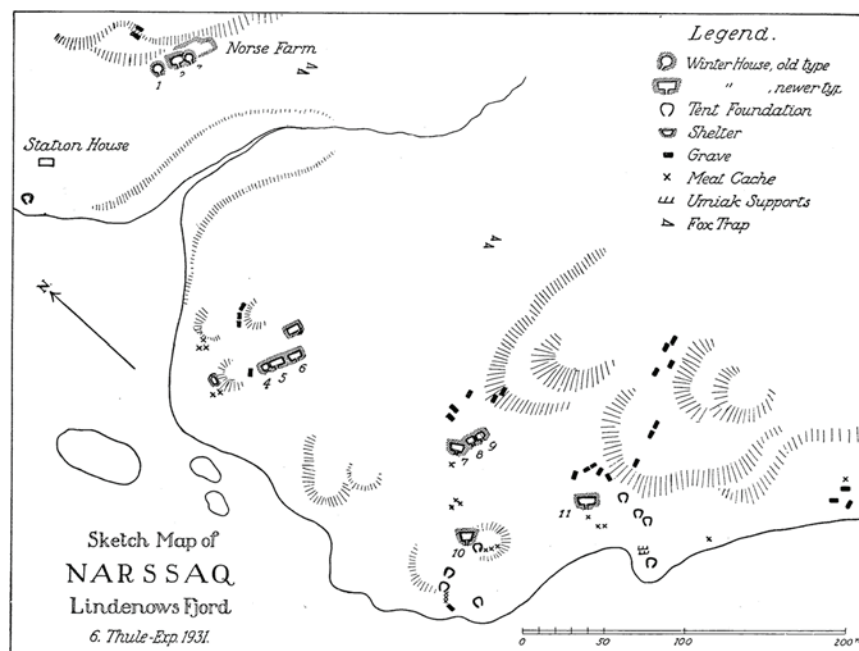 Legend.
Winter House, old type
" , newer typ.
Tent Foundation
Shelter
Grave
Meat Cache
Umiak Supports
Fox Trap
Norse Farm
1 2 3
Station House
N.
4 5 6
7 8 9
10
11
Sketch Map of
NARSSAQ
Lindenows Fjord
6. Thule-Exp. 1931.
0 50 100 200 m